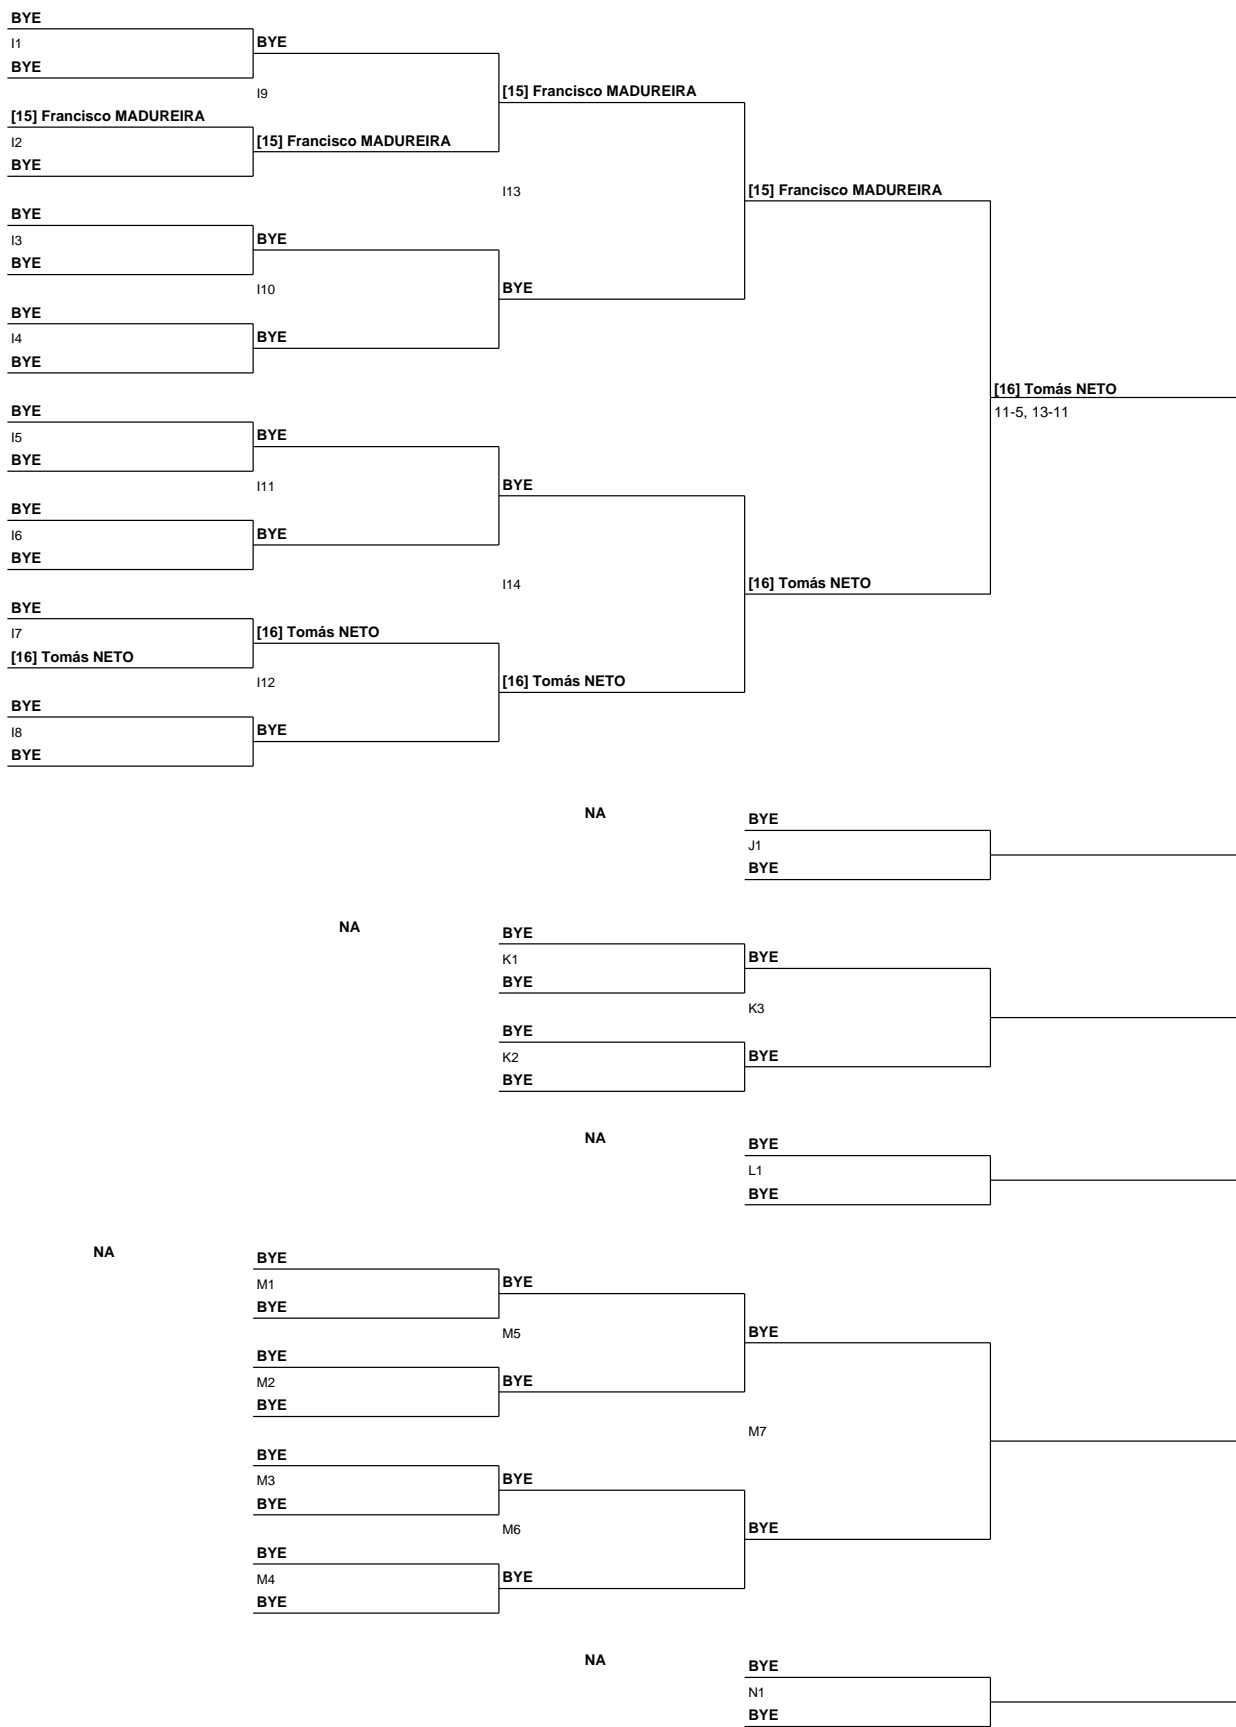 BYE
I1
BYE
BYE
I9
[15] Francisco MADUREIRA
[15] Francisco MADUREIRA
I2
[15] Francisco MADUREIRA
BYE
I13
[15] Francisco MADUREIRA
BYE
I3
BYE
BYE
I10
BYE
BYE
I4
BYE
BYE
[16] Tomás NETO
11-5, 13-11
BYE
I5
BYE
BYE
I11
BYE
BYE
I6
BYE
BYE
I14
[16] Tomás NETO
BYE
I7
[16] Tomás NETO
[16] Tomás NETO
I12
[16] Tomás NETO
BYE
I8
BYE
BYE
NA
BYE
J1
BYE
NA
BYE
K1
BYE
BYE
K3
BYE
K2
BYE
BYE
NA
BYE
L1
BYE
NA
BYE
M1
BYE
BYE
M5
BYE
BYE
M2
BYE
BYE
M7
BYE
M3
BYE
BYE
M6
BYE
BYE
M4
BYE
BYE
NA
BYE
N1
BYE